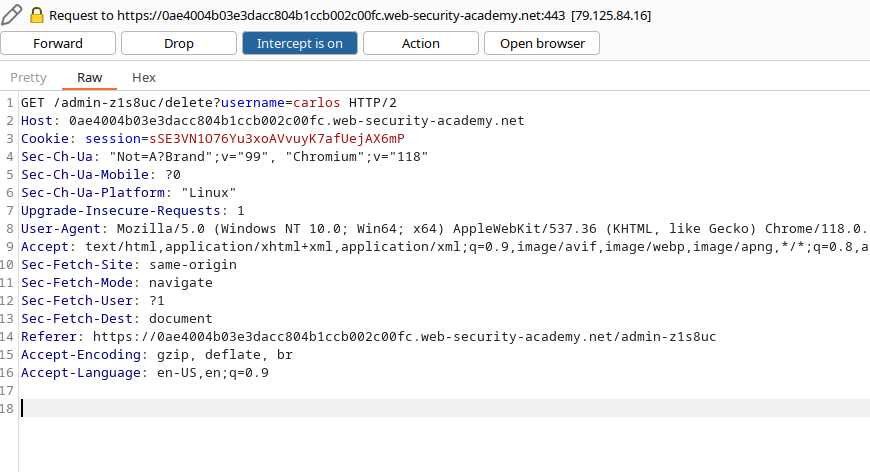 Request to https://0ae4004b03e3dacc804b1ccb002c00fc.web-security-academy.net:443 [79.125.84.16]
Forward Drop Intercept is on Action Open browser
Pretty Raw Hex
1 GET /admin-z1s8uc/delete?username=carlos HTTP/2
2 Host: 0ae4004b03e3dacc804b1ccb002c00fc.web-security-academy.net
3 Cookie: session=sSE3VN1O76Yu3xoAVvuyK7afUejAX6mP
4 Sec-Ch-Ua: "Not=A?Brand";v="99", "Chromium";v="118"
5 Sec-Ch-Ua-Mobile: ?0
6 Sec-Ch-Ua-Platform: "Linux"
7 Upgrade-Insecure-Requests: 1
8 User-Agent: Mozilla/5.0 (Windows NT 10.0; Win64; x64) AppleWebKit/537.36 (KHTML, like Gecko) Chrome/118.0.
9 Accept: text/html,application/xhtml+xml,application/xml;q=0.9,image/avif,image/webp,image/apng,*/*;q=0.8,a
10 Sec-Fetch-Site: same-origin
11 Sec-Fetch-Mode: navigate
12 Sec-Fetch-User: ?1
13 Sec-Fetch-Dest: document
14 Referer: https://0ae4004b03e3dacc804b1ccb002c00fc.web-security-academy.net/admin-z1s8uc
15 Accept-Encoding: gzip, deflate, br
16 Accept-Language: en-US,en;q=0.9
17
18